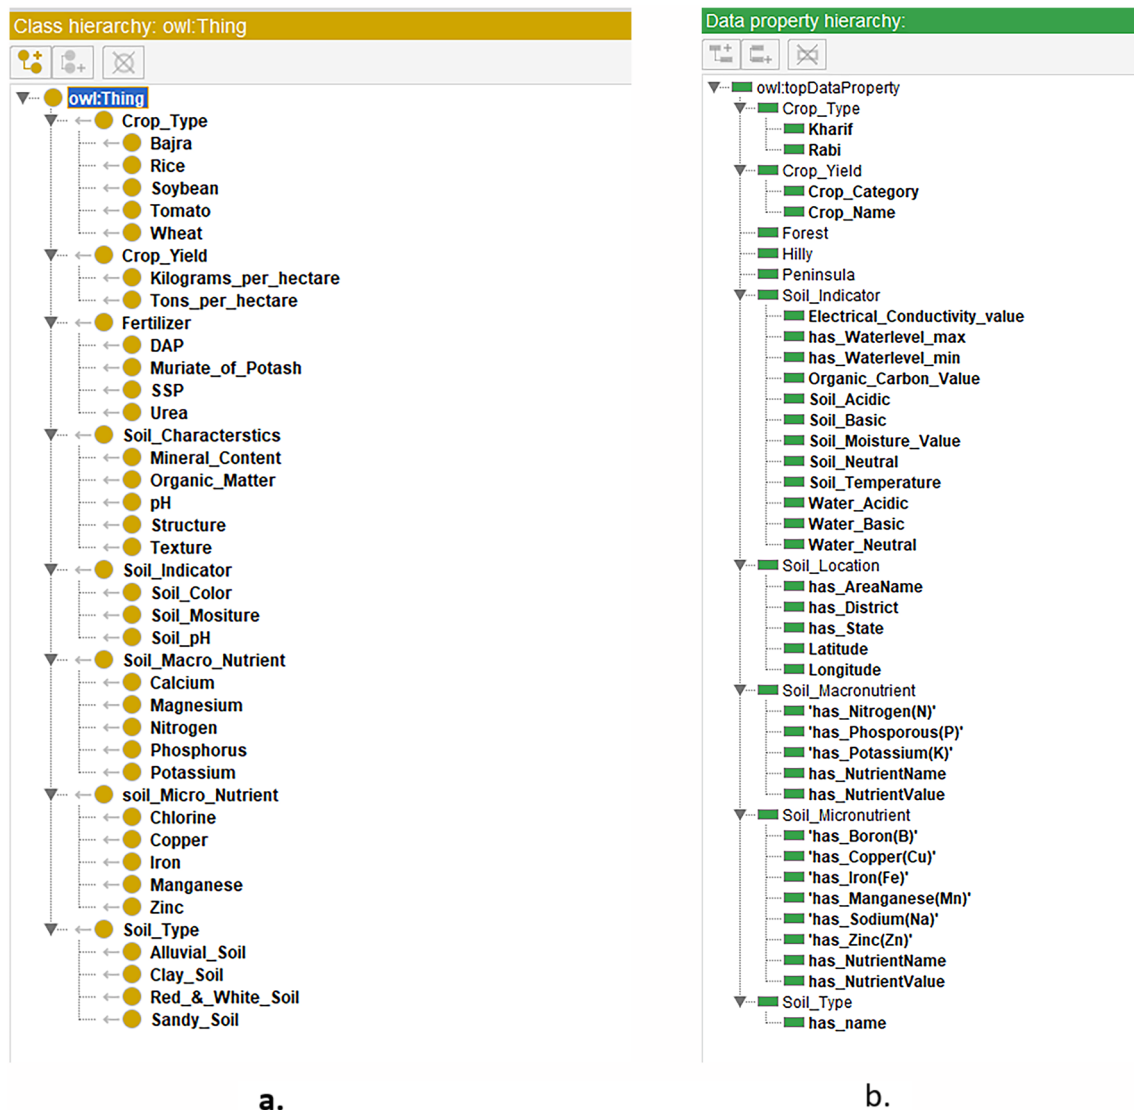 Class hierarchy: owl:Thing
owl:Thing
Crop_Type
Bajra
Rice
Soybean
Tomato
Wheat
Crop_Yield
Kilograms_per_hectare
Tons_per_hectare
Fertilizer
DAP
Muriate_of_Potash
SSP
Urea
Soil_Characterstics
Mineral_Content
Organic_Matter
pH
Structure
Texture
Soil_Indicator
Soil_Color
Soil_Mositure
Soil_pH
Soil_Macro_Nutrient
Calcium
Magnesium
Nitrogen
Phosphorus
Potassium
soil_Micro_Nutrient
Chlorine
Copper
Iron
Manganese
Zinc
Soil_Type
Alluvial_Soil
Clay_Soil
Red_&_White_Soil
Sandy_Soil
a.
Data property hierarchy:
owl:topDataProperty
Crop_Type
Kharif
Rabi
Crop_Yield
Crop_Category
Crop_Name
Forest
Hilly
Peninsula
Soil_Indicator
Electrical_Conductivity_value
has_Waterlevel_max
has_Waterlevel_min
Organic_Carbon_Value
Soil_Acidic
Soil_Basic
Soil_Moisture_Value
Soil_Neutral
Soil_Temperature
Water_Acidic
Water_Basic
Water_Neutral
Soil_Location
has_AreaName
has_District
has_State
Latitude
Longitude
Soil_Macronutrient
'has_Nitrogen(N)'
'has_Phosporous(P)'
'has_Potassium(K)'
has_NutrientName
has_NutrientValue
Soil_Micronutrient
'has_Boron(B)'
'has_Copper(Cu)'
'has_Iron(Fe)'
'has_Manganese(Mn)'
'has_Sodium(Na)'
'has_Zinc(Zn)'
has_NutrientName
has_NutrientValue
Soil_Type
has_name
b.